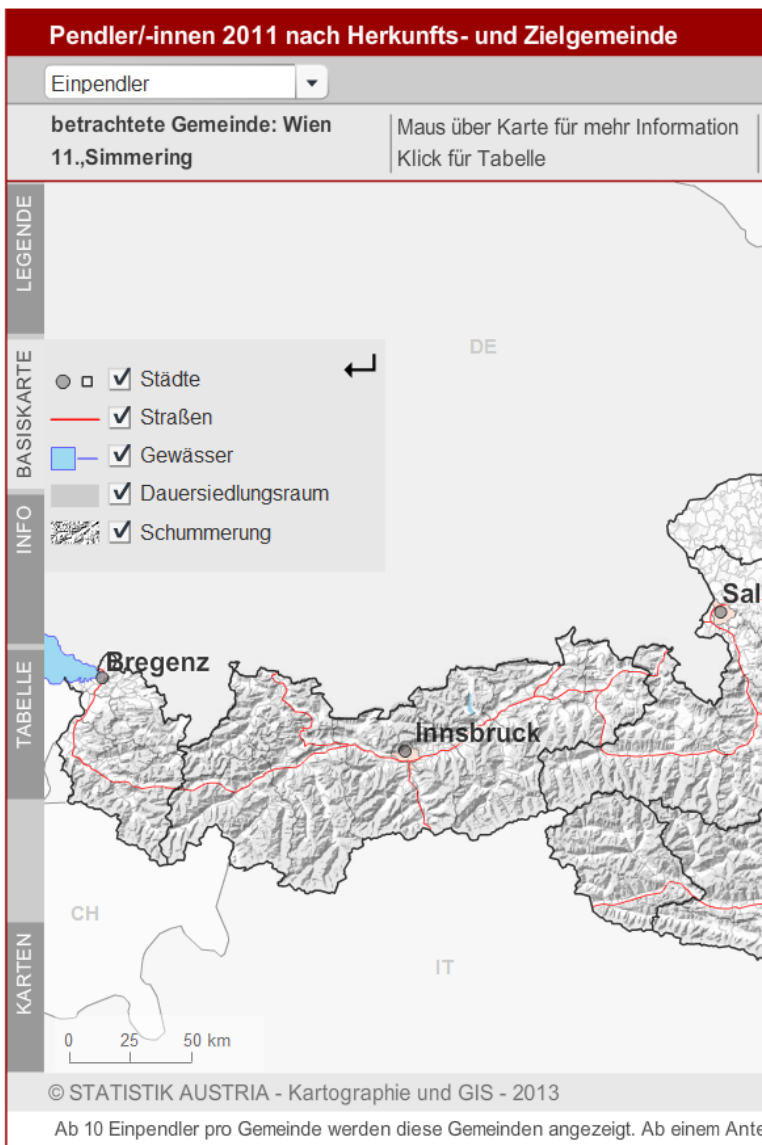 Pendler/-innen 2011 nach Herkunfts- und Zielgemeinde
Einpendler
betrachtete Gemeinde: Wien
11.,Simmering
Maus über Karte für mehr Information
Klick für Tabelle
LEGENDE
BASISKARTE
INFO
TABELLE
KARTEN
Städte
Straßen
Gewässer
Dauersiedlungsraum
Schummerung
DE
Sal
Bregenz
Innsbruck
CH
IT
0 25 50 km
© STATISTIK AUSTRIA - Kartographie und GIS - 2013
Ab 10 Einpendler pro Gemeinde werden diese Gemeinden angezeigt. Ab einem Ante